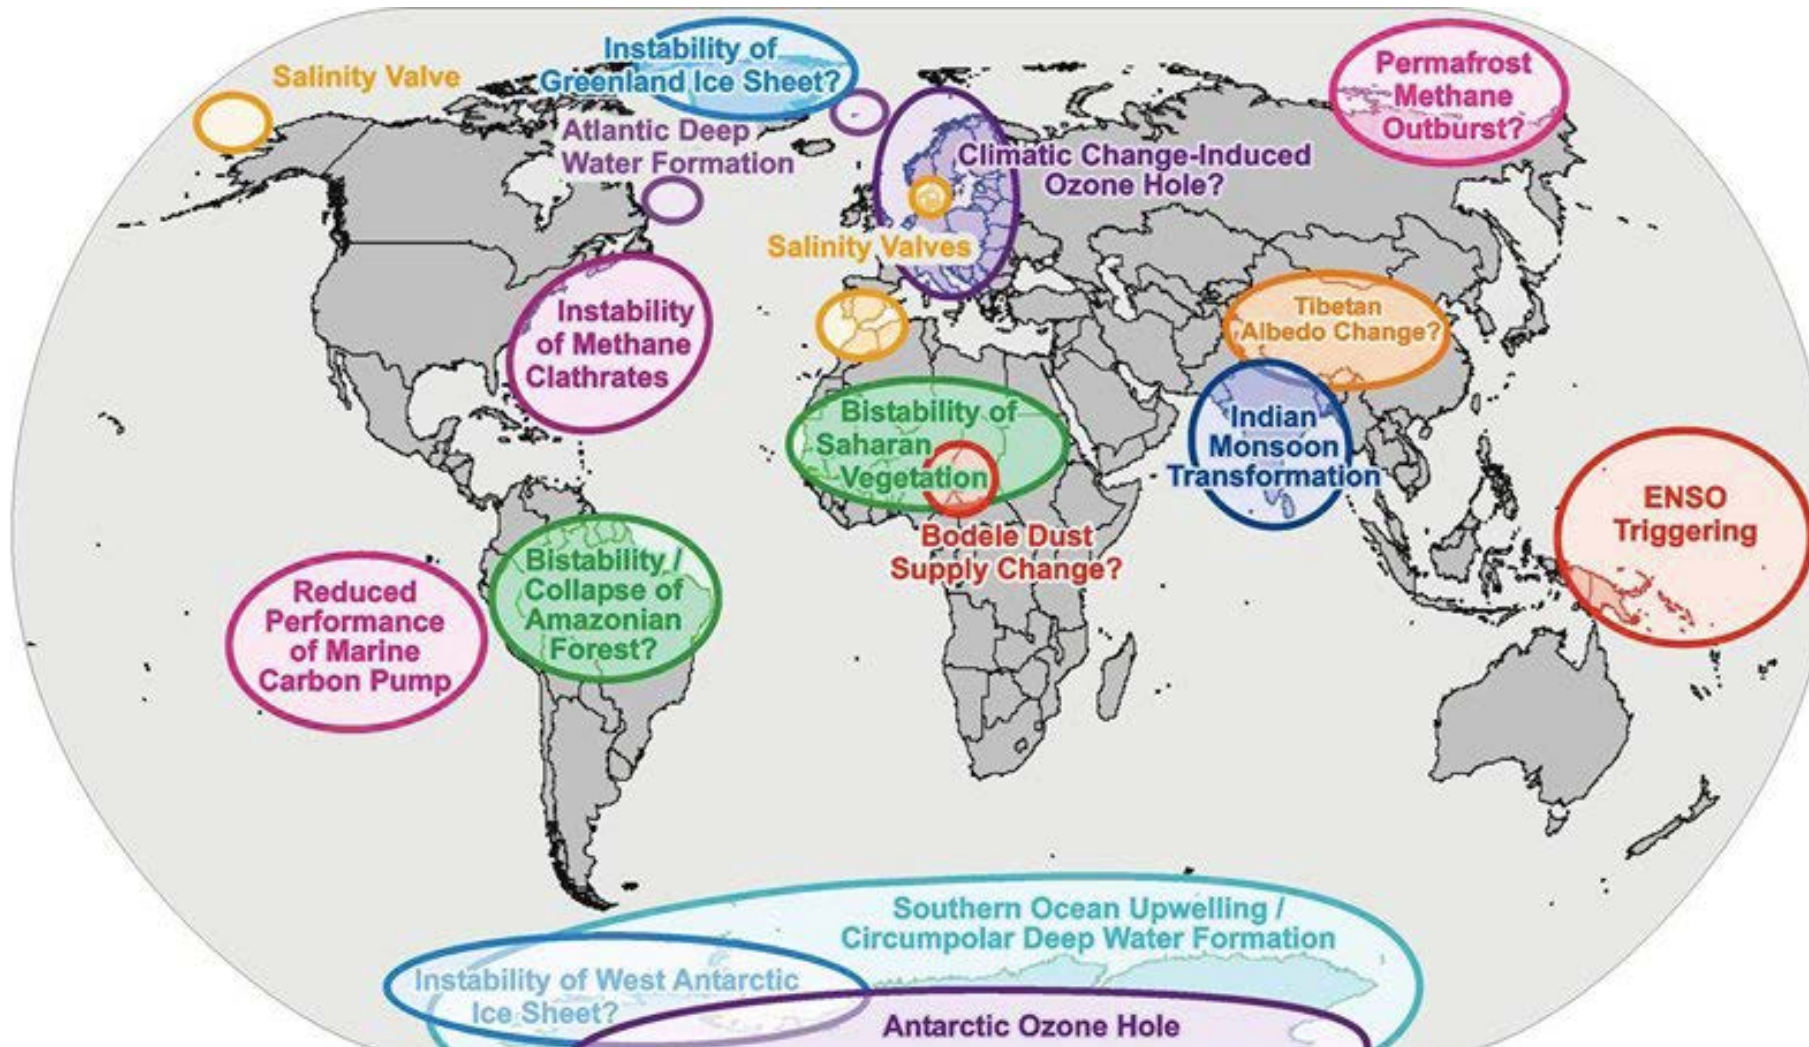 Salinity Valve
Instability of
Greenland Ice Sheet?
Atlantic Deep
Water Formation
Climatic Change-Induced
Ozone Hole?
Permafrost
Methane
Outburst?
Salinity Valves
Instability
of Methane
Clathrates
Tibetan
Albedo Change?
Bistability of
Saharan
Vegetation
Indian
Monsoon
Transformation
Bodele Dust
Supply Change?
ENSO
Triggering
Reduced
Performance
of Marine
Carbon Pump
Bistability /
Collapse of
Amazonian
Forest?
Southern Ocean Upwelling /
Circumpolar Deep Water Formation
Instability of West Antarctic
Ice Sheet?
Antarctic Ozone Hole